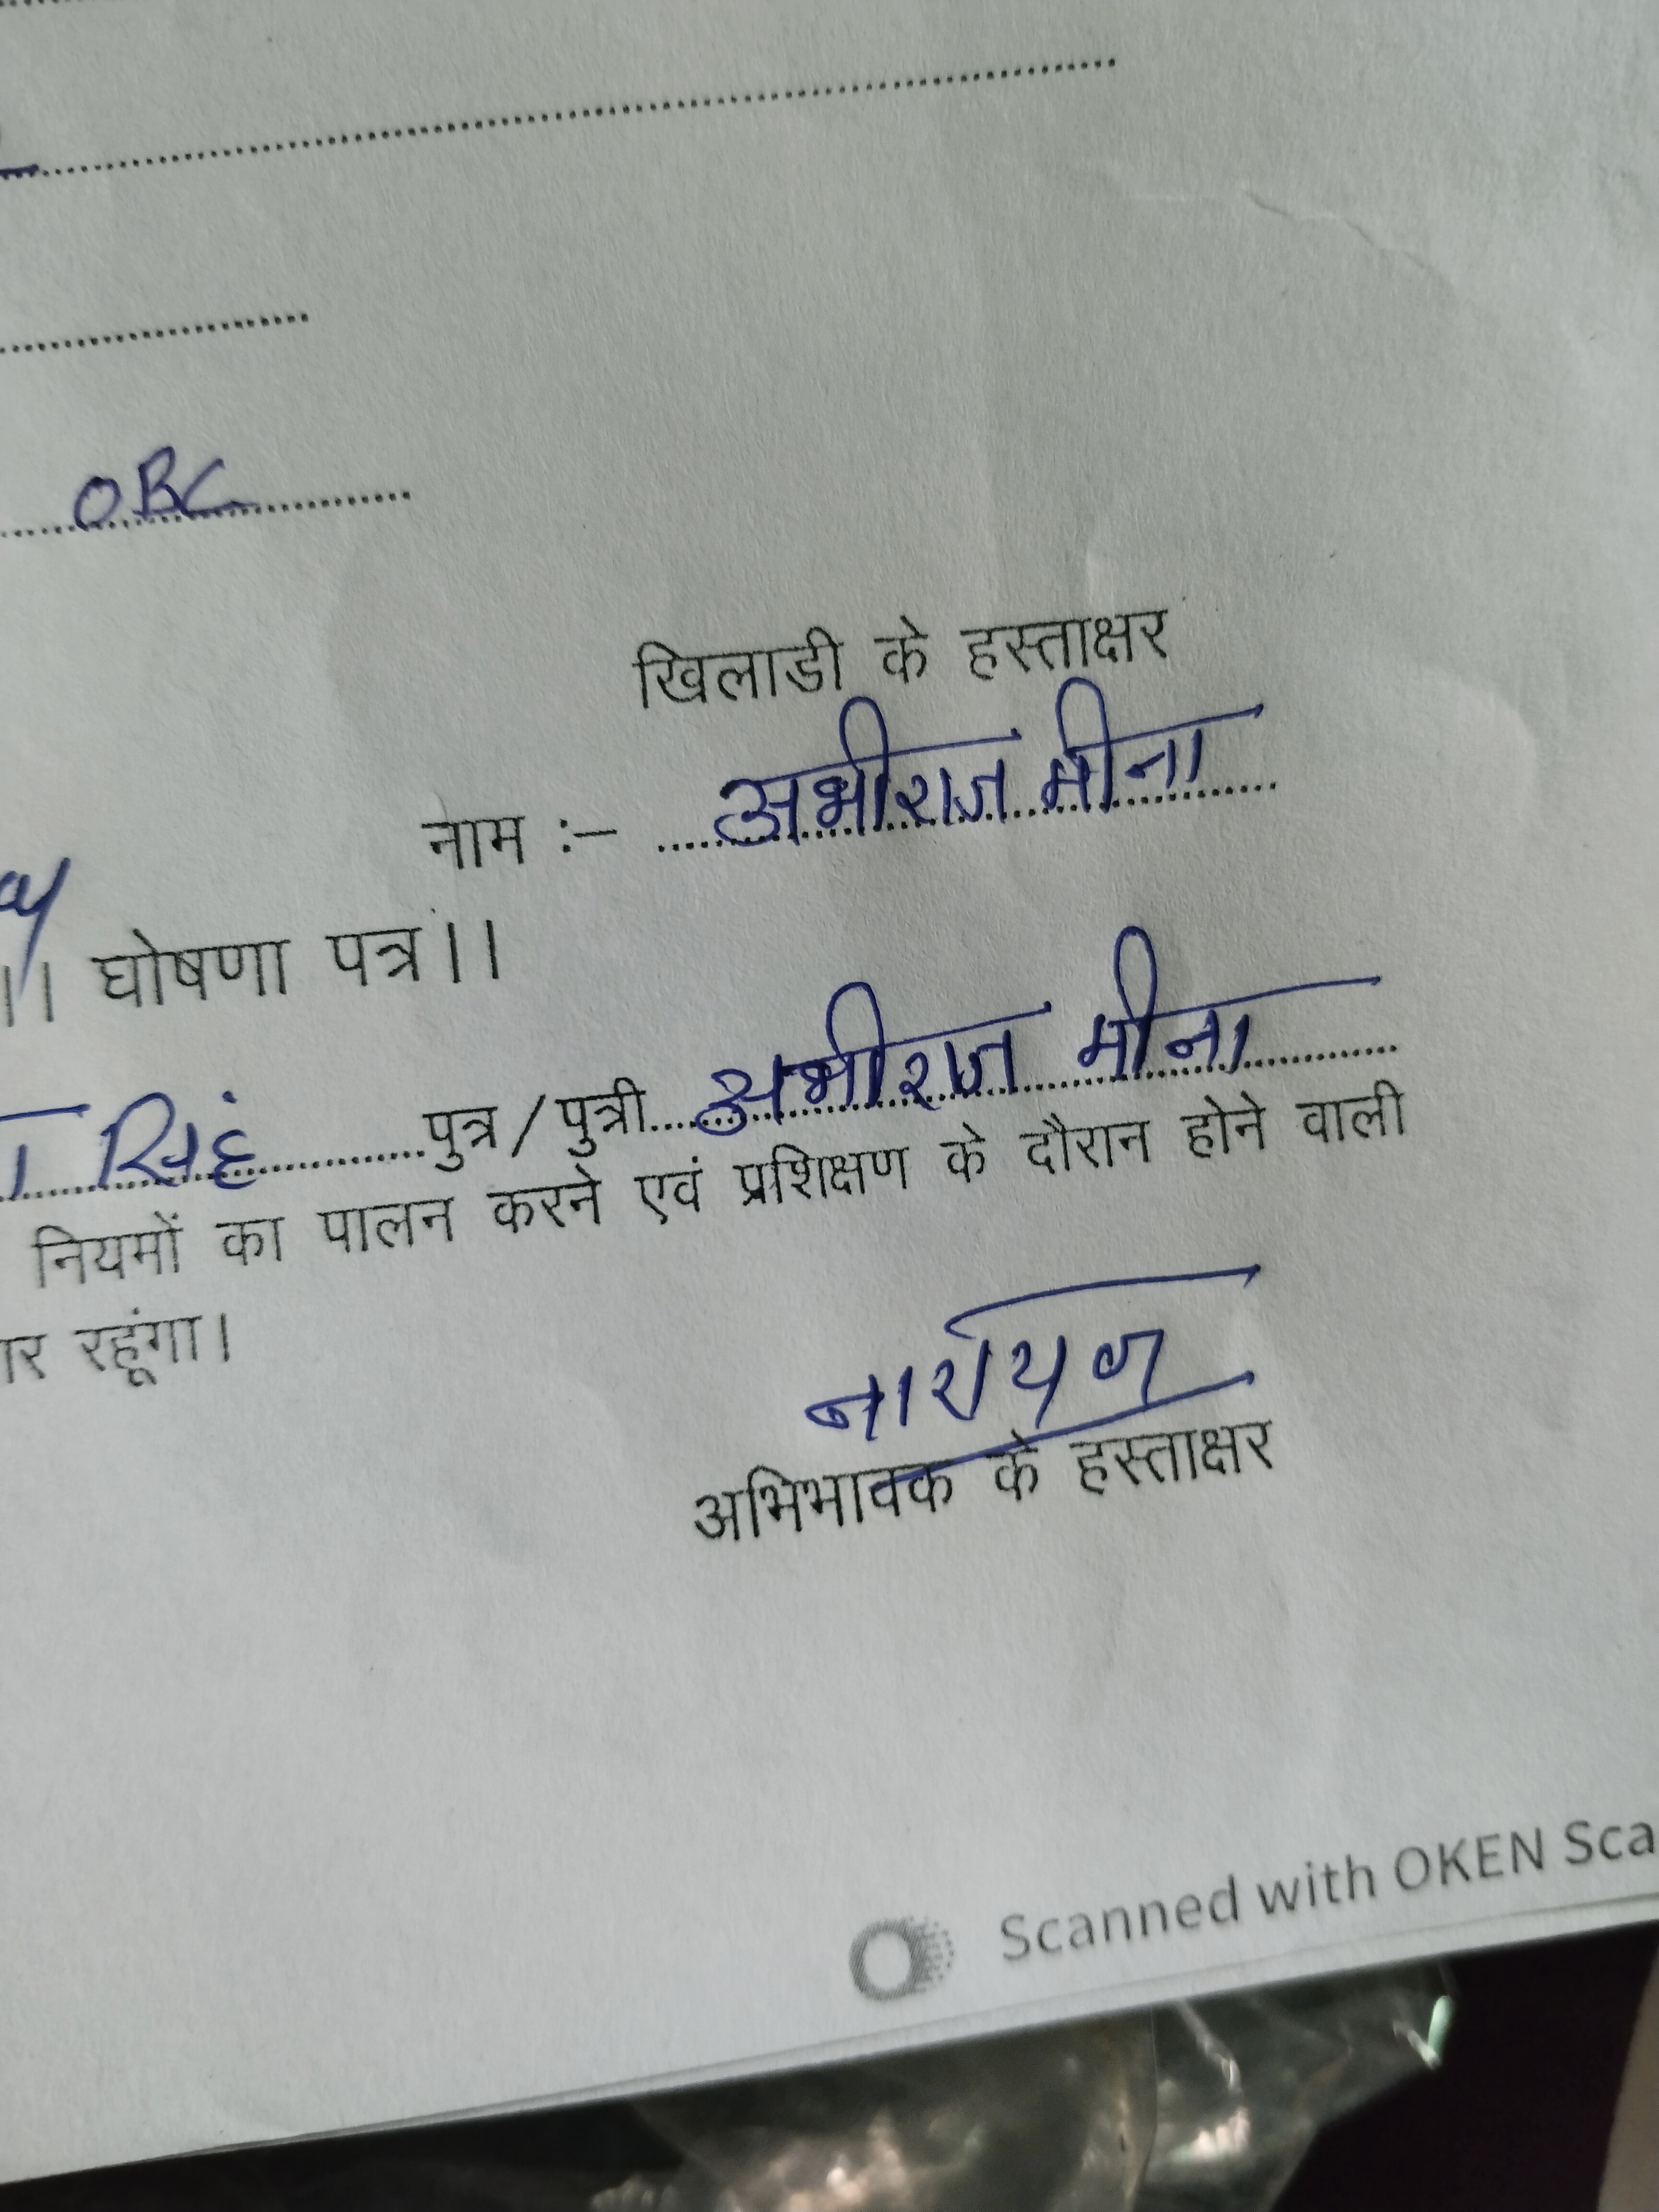 OBC
खिलाडी के हस्ताक्षर
नाम :– अभीराज मीना
।। घोषणा पत्र।।
सिंह पुत्र/पुत्री अभीराज मीना
नियमों का पालन करने एवं प्रशिक्षण के दौरान होने वाली
रहूंगा।
नारायण
अभिभावक के हस्ताक्षर
Scanned with OKEN Sca